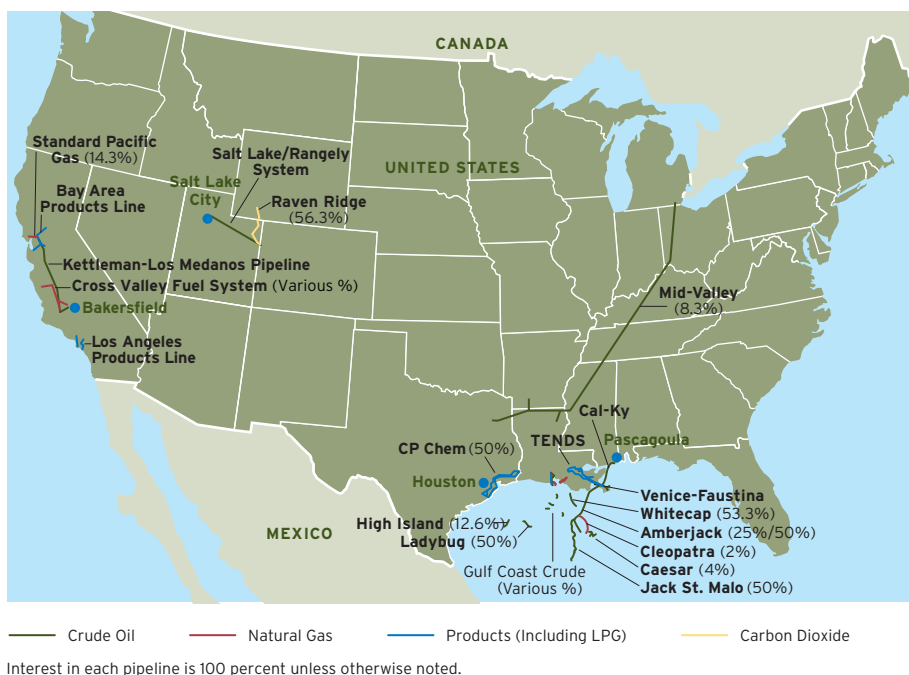 CANADA
Standard Pacific
Gas (14.3%)
Bay Area
Products Line
Salt Lake/Rangely
System
Salt Lake
City
UNITED STATES
Raven Ridge
(56.3%)
Kettleman-Los Medanos Pipeline
Cross Valley Fuel System (Various %)
Bakersfield
Los Angeles
Products Line
Mid-Valley
(8.3%)
Cal-Ky
Pascagoula
TENDS
CP Chem (50%)
Houston
Venice-Faustina
Whitecap (53.3%)
Amberjack (25%/50%)
Cleopatra (2%)
Caesar (4%)
Jack St. Malo (50%)
High Island (12.6%)
Ladybug (50%)
Gulf Coast Crude
(Various %)
MEXICO
Crude Oil
Natural Gas
Products (Including LPG)
Carbon Dioxide
Interest in each pipeline is 100 percent unless otherwise noted.